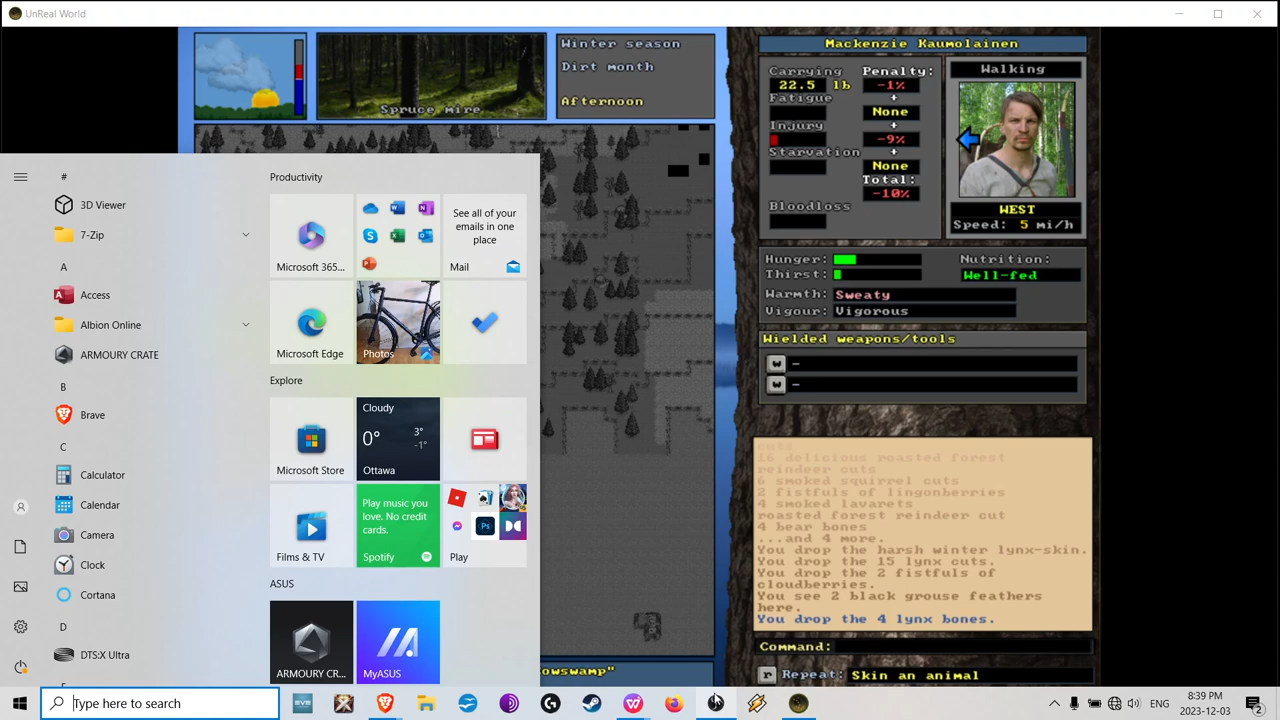 UnReal World
Winter season
Dirt month
Afternoon
Spruce mire
Mackenzie Kaumolainen
Carrying
22.5 lb
Fatigue
Injury
Starvation
Bloodloss
Penalty:
-1%
+
None
+
-9%
+
None
Total:
-10%
Walking
WEST
Speed: 5 mi/h
Hunger:
Thirst:
Nutrition:
Well-fed
Warmth: Sweaty
Vigour: Vigorous
Wielded weapons/tools
w -
w -
cuts
16 delicious roasted forest
reindeer cuts
6 smoked squirrel cuts
2 fistfuls of lingonberries
4 smoked lavarets
roasted forest reindeer cut
4 bear bones
...and 4 more.
You drop the harsh winter lynx-skin.
You drop the 15 lynx cuts.
You drop the 2 fistfuls of
cloudberries.
You see 2 black grouse feathers
here.
You drop the 4 lynx bones.
Command:
r Repeat: Skin an animal
owswamp"
#
3D Viewer
7-Zip
A
Access
Albion Online
ARMOURY CRATE
B
Brave
C
Calculator
Calendar
Camera
Clock
Cortana
D
DTS:X Ultra
Productivity
Microsoft 365...
See all of your
emails in one
place
Mail
Microsoft Edge
Photos
Explore
Microsoft Store
Cloudy
0°
3°
-1°
Ottawa
Films & TV
Play music you
love. No credit
cards.
Spotify
Play
ASUS
ARMOURY CR...
MyASUS
Type here to search
ENG
8:39 PM
2023-12-03
2